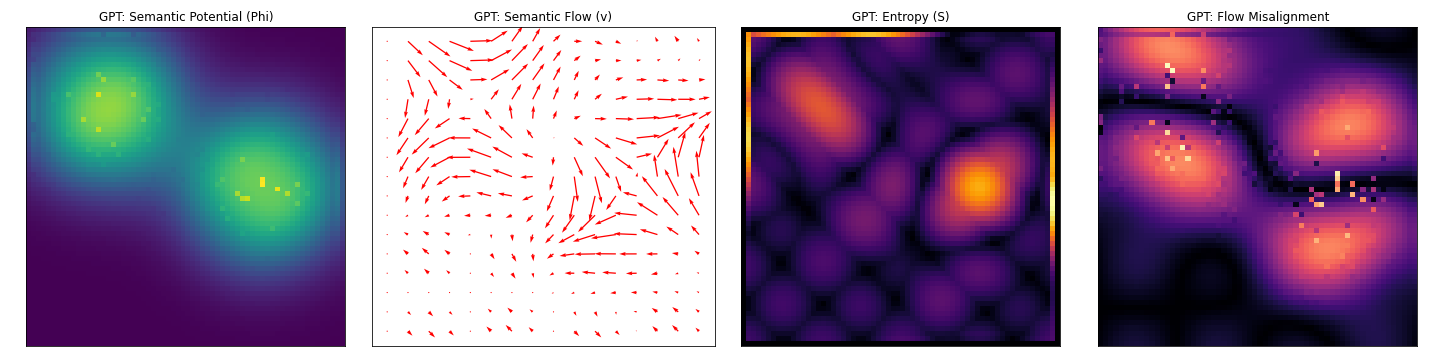 GPT: Semantic Potential (Phi)
GPT: Semantic Flow (v)
GPT: Entropy (S)
GPT: Flow Misalignment